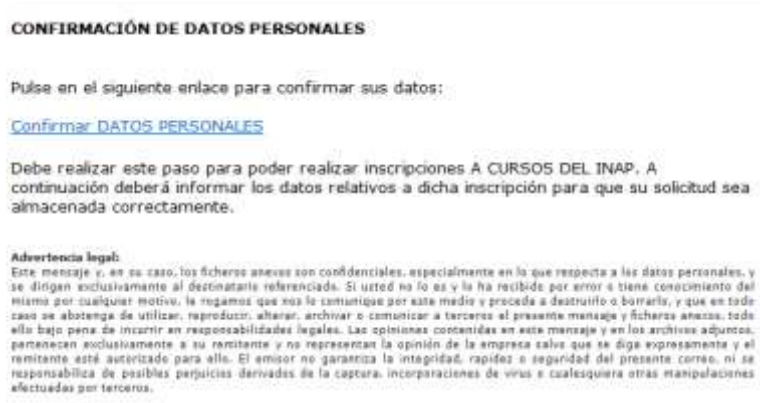 CONFIRMACIÓN DE DATOS PERSONALES
Pulse en el siguiente enlace para confirmar sus datos:
Confirmar DATOS PERSONALES
Debe realizar este paso para poder realizar inscripciones A CURSOS DEL INAP. A
continuación deberá informar los datos relativos a dicha inscripción para que su solicitud sea
almacenada correctamente.
Advertencia legal:
Este mensaje y, en su caso, los ficheros anexos son confidenciales, especialmente en lo que respecta a los datos personales, y
se dirigen exclusivamente al destinatario referenciado. Si usted no lo es y lo ha recibido por error o tiene conocimiento del
mismo por cualquier motivo, le rogamos que nos lo comunique por este medio y proceda a destruirlo o borrarlo, y que en todo
caso se abstenga de utilizar, reproducir, alterar, archivar o comunicar a terceros el presente mensaje y ficheros anexos, todo
ello bajo pena de incurrir en responsabilidades legales. Las opiniones contenidas en este mensaje y en los archivos adjuntos,
pertenecen exclusivamente a su remitente y no representan la opinión de la empresa salvo que se diga expresamente y el
remitente esté autorizado para ello. El emisor no garantiza la integridad, rapidez o seguridad del presente correo, ni se
responsabiliza de posibles perjuicios derivados de la captura, incorporaciones de virus o cualesquiera otras manipulaciones
efectuadas por terceros.